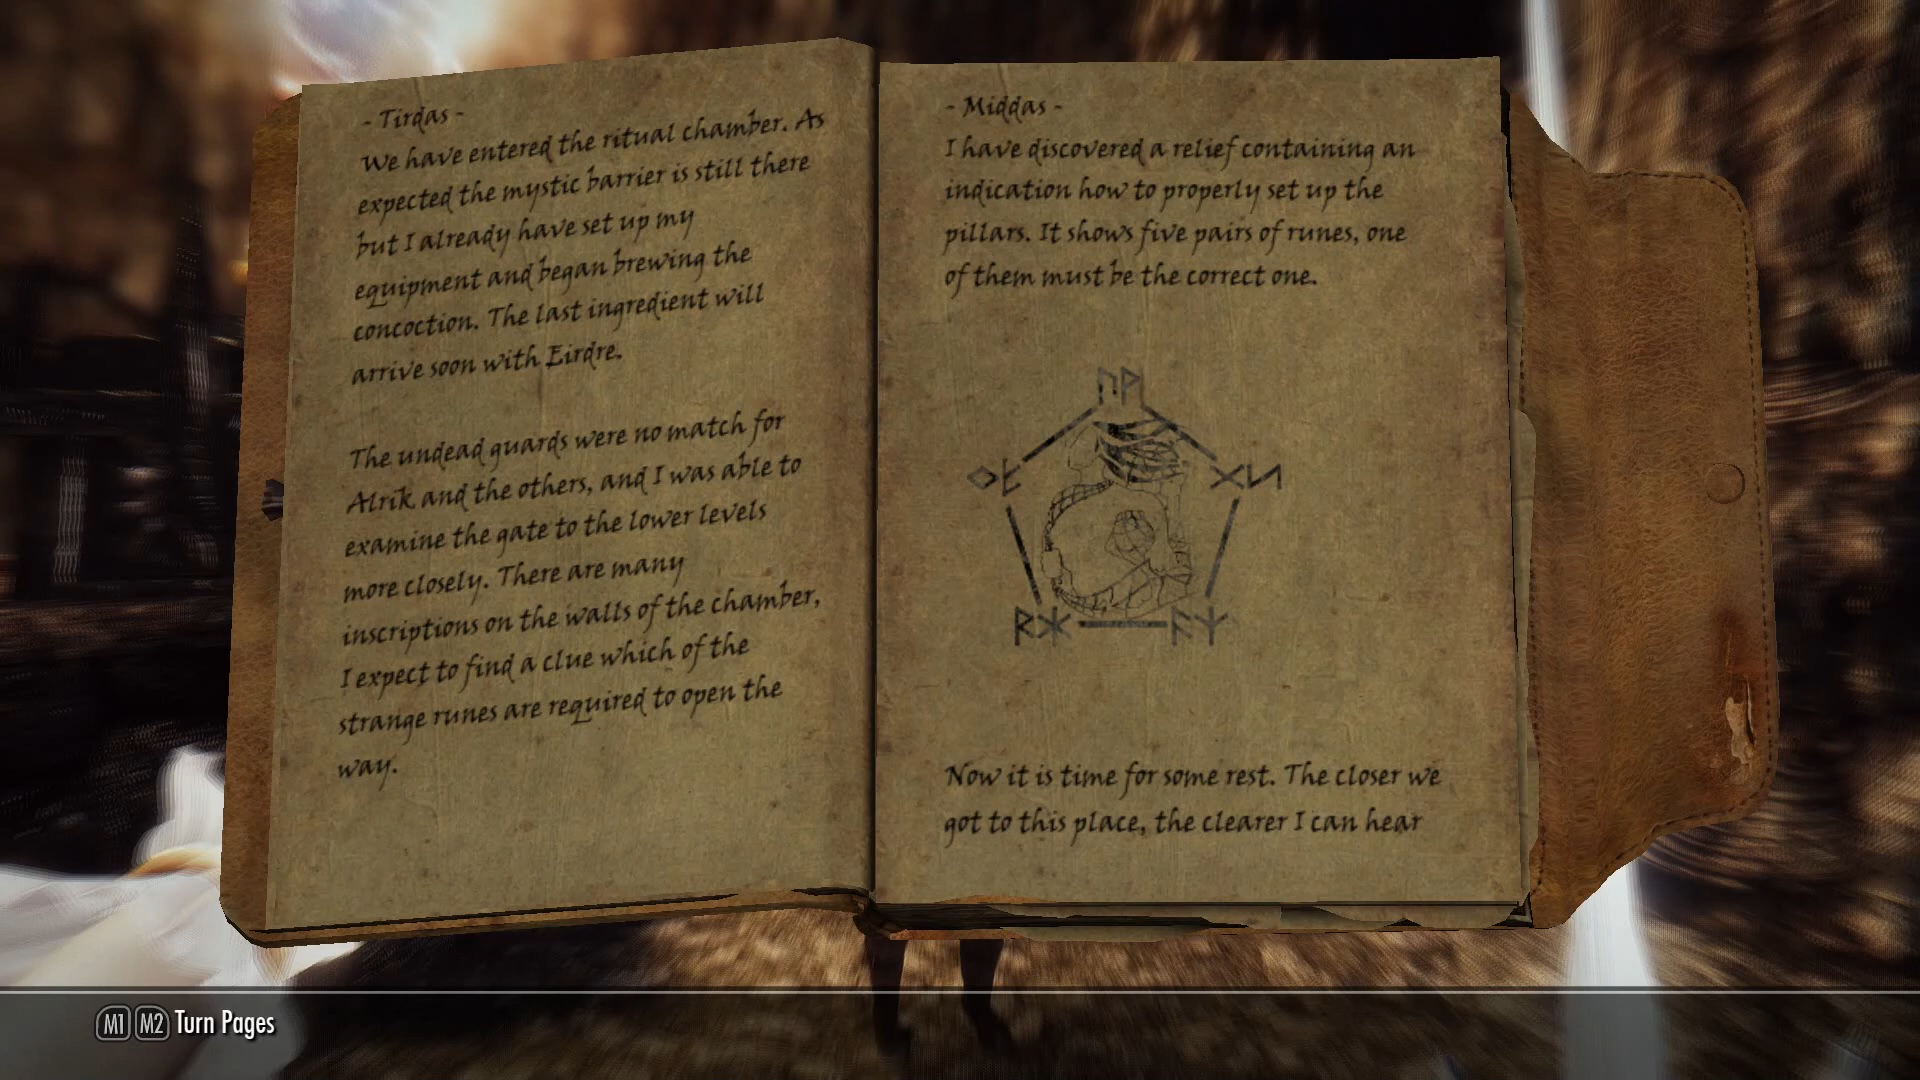 - Tirdas -
We have entered the ritual chamber. As
expected the mystic barrier is still there
but I already have set up my
equipment and began brewing the
concoction. The last ingredient will
arrive soon with Eirdre.
The undead guards were no match for
Alrik and the others, and I was able to
examine the gate to the lower levels
more closely. There are many
inscriptions on the walls of the chamber,
I expect to find a clue which of the
strange runes are required to open the
way.
- Middas -
I have discovered a relief containing an
indication how to properly set up the
pillars. It shows five pairs of runes, one
of them must be the correct one.
Now it is time for some rest. The closer we
got to this place, the clearer I can hear
M1 M2 Turn Pages